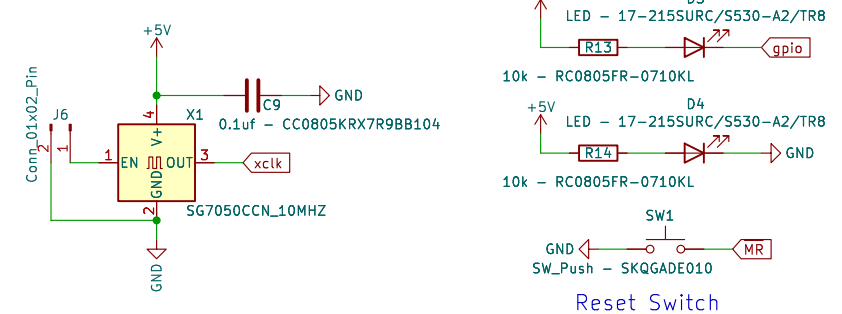 +5V
Conn_01x02_Pin
J6
2
1
4
X1
V+
1
EN
OUT
3
xclk
GND
2
SG7050CCN_10MHZ
GND
C9
GND
0.1uf - CC0805KRX7R9BB104
LED - 17-215SURC/S530-A2/TR8
R13
gpio
10k - RC0805FR-0710KL
+5V
D4
LED - 17-215SURC/S530-A2/TR8
R14
GND
10k - RC0805FR-0710KL
SW1
GND
MR
SW_Push - SKQGADE010
Reset Switch